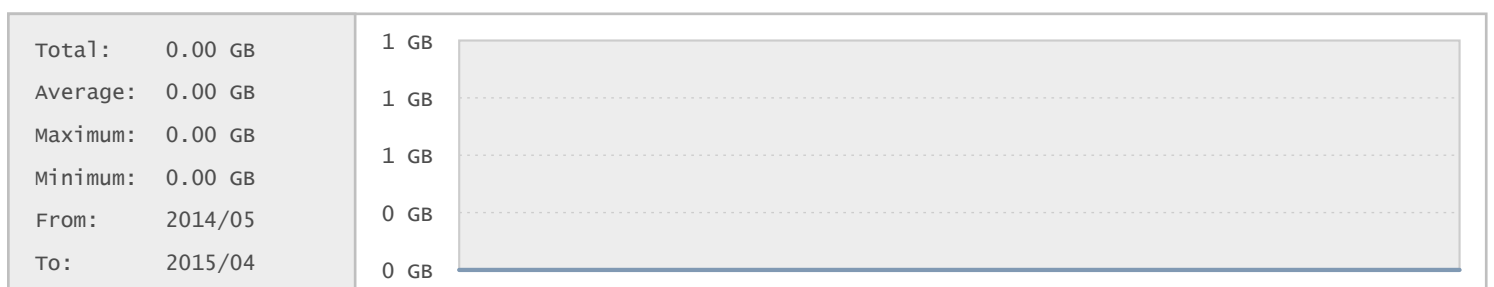 Total: 0.00 GB
Average: 0.00 GB
Maximum: 0.00 GB
Minimum: 0.00 GB
From: 2014/05
To: 2015/04
1 GB
1 GB
1 GB
0 GB
0 GB